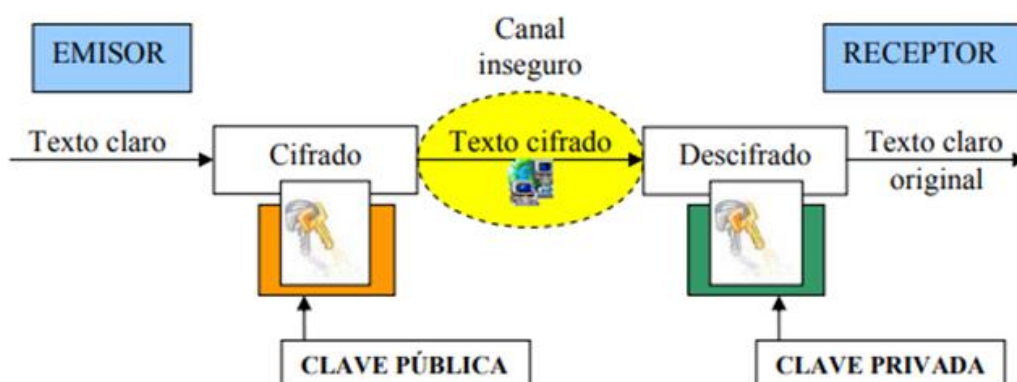 EMISOR
Canal
inseguro
RECEPTOR
Texto claro
Cifrado
Texto cifrado
Descifrado
Texto claro
original
CLAVE PÚBLICA
CLAVE PRIVADA